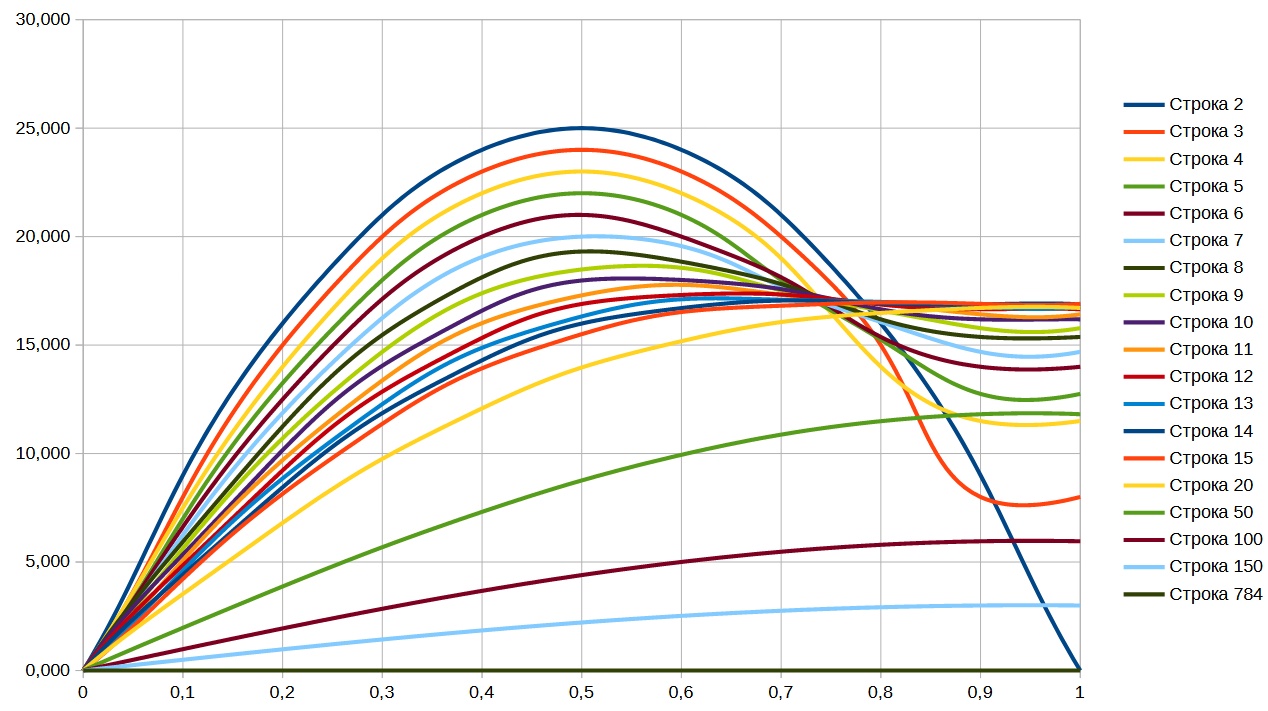 30,000
25,000
20,000
15,000
10,000
5,000
0,000
0 0,1 0,2 0,3 0,4 0,5 0,6 0,7 0,8 0,9 1
Строка 2
Строка 3
Строка 4
Строка 5
Строка 6
Строка 7
Строка 8
Строка 9
Строка 10
Строка 11
Строка 12
Строка 13
Строка 14
Строка 15
Строка 20
Строка 50
Строка 100
Строка 150
Строка 784